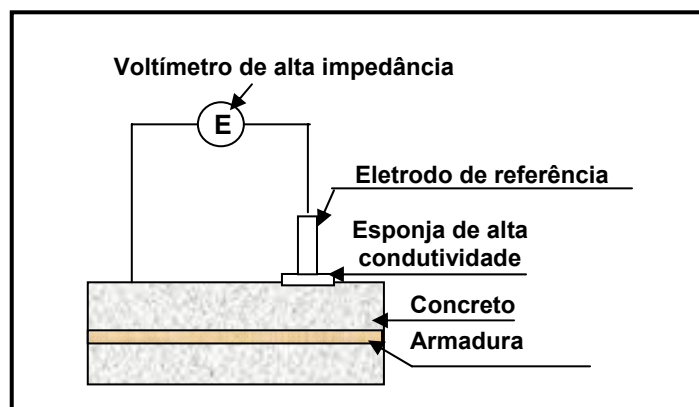 Voltímetro de alta impedância
E
Eletrodo de referência
Esponja de alta
condutividade
Concreto
Armadura